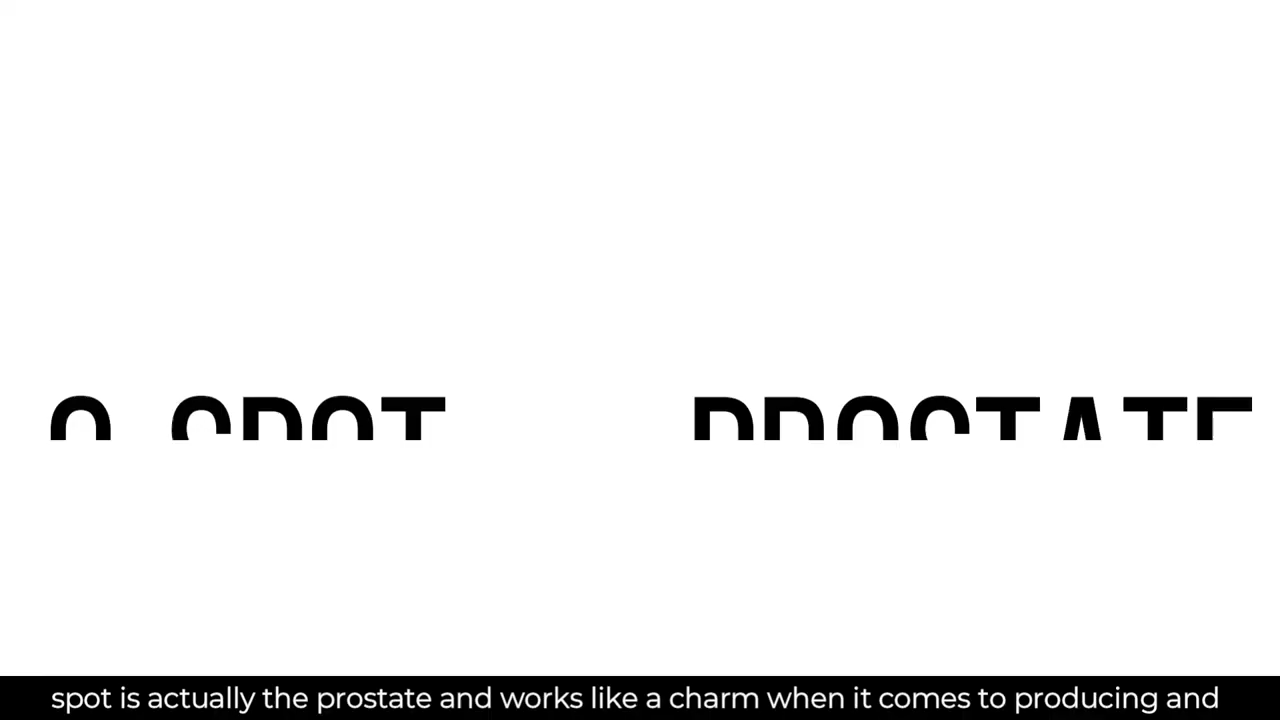 SPOT PROSTATE
spot is actually the prostate and works like a charm when it comes to producing and